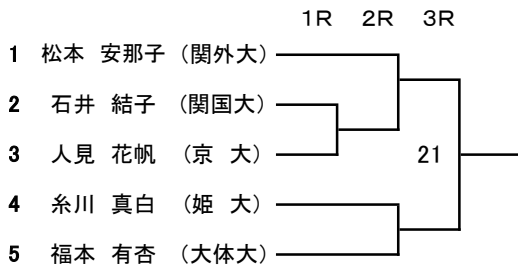 1R 2R 3R
1 松本 安那子 (関外大)
2 石井 結子 (関国大)
3 人見 花帆 (京 大) 21
4 糸川 真白 (姫 大)
5 福本 有杏 (大体大)